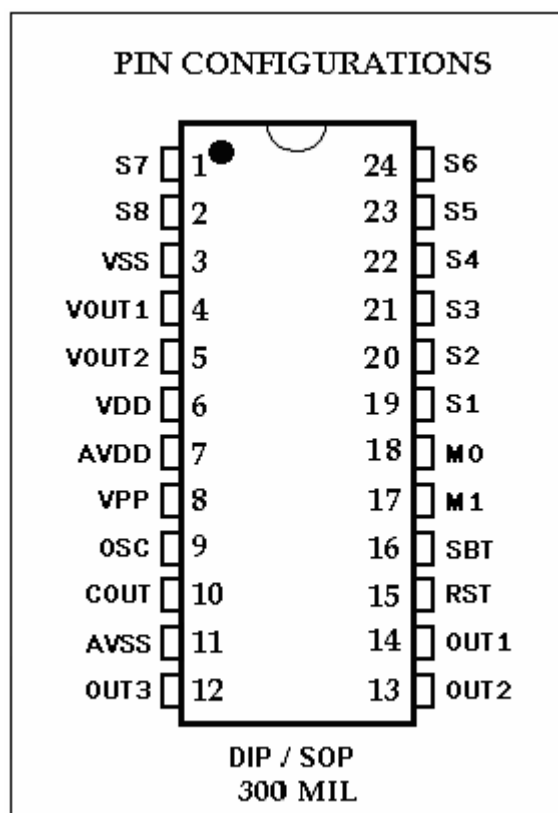 PIN CONFIGURATIONS
S7 1 24 S6
S8 2 23 S5
VSS 3 22 S4
VOUT1 4 21 S3
VOUT2 5 20 S2
VDD 6 19 S1
AVDD 7 18 M0
VPP 8 17 M1
OSC 9 16 SBT
COUT 10 15 RST
AVSS 11 14 OUT1
OUT3 12 13 OUT2
DIP / SOP
300 MIL